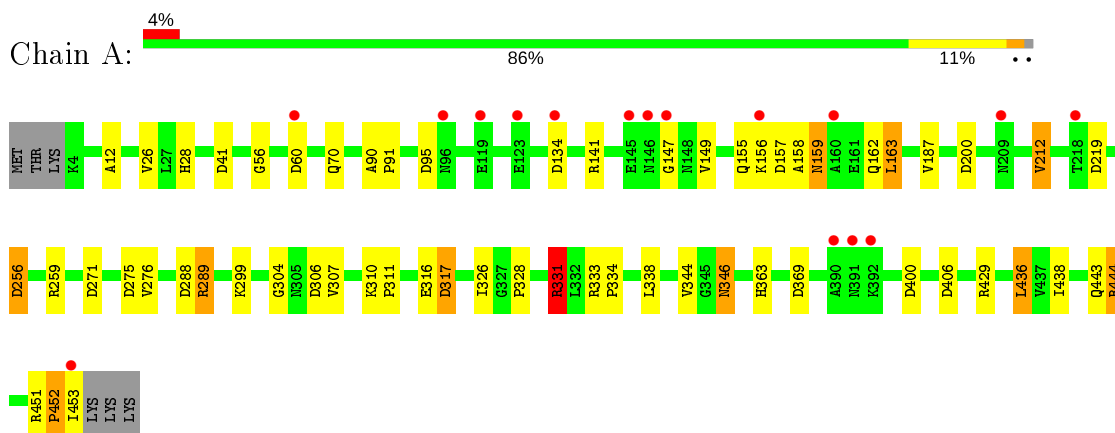 4%
Chain A:
86% 11% • •
MET THR LYS K4 A12 V26 L27 H28 D41 G56 D60 Q70 A90 P91 D95 N96 E119 E123 D134 R141 E145 N146 G147 N148 V149 Q155 K156 D157 A158 N159 A160 E161 Q162 L163 V187 D200 N209 V212 T218 D219
D256 R259 D271 D275 V276 D288 R289 K299 G304 N305 D306 V307 K310 P311 E316 D317 I326 G327 P328 R331 L332 R333 P334 L338 V344 G345 N346 H363 D369 A390 N391 K392 D400 D406 R429 L436 V437 I438 Q443 R444
R451 P452 I453 LYS LYS LYS